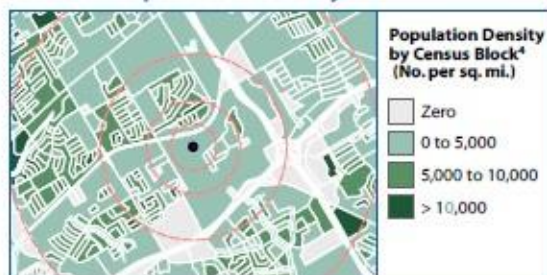 Population Density
by Census Block⁴
(No. per sq. mi.)
Zero
0 to 5,000
5,000 to 10,000
> 10,000